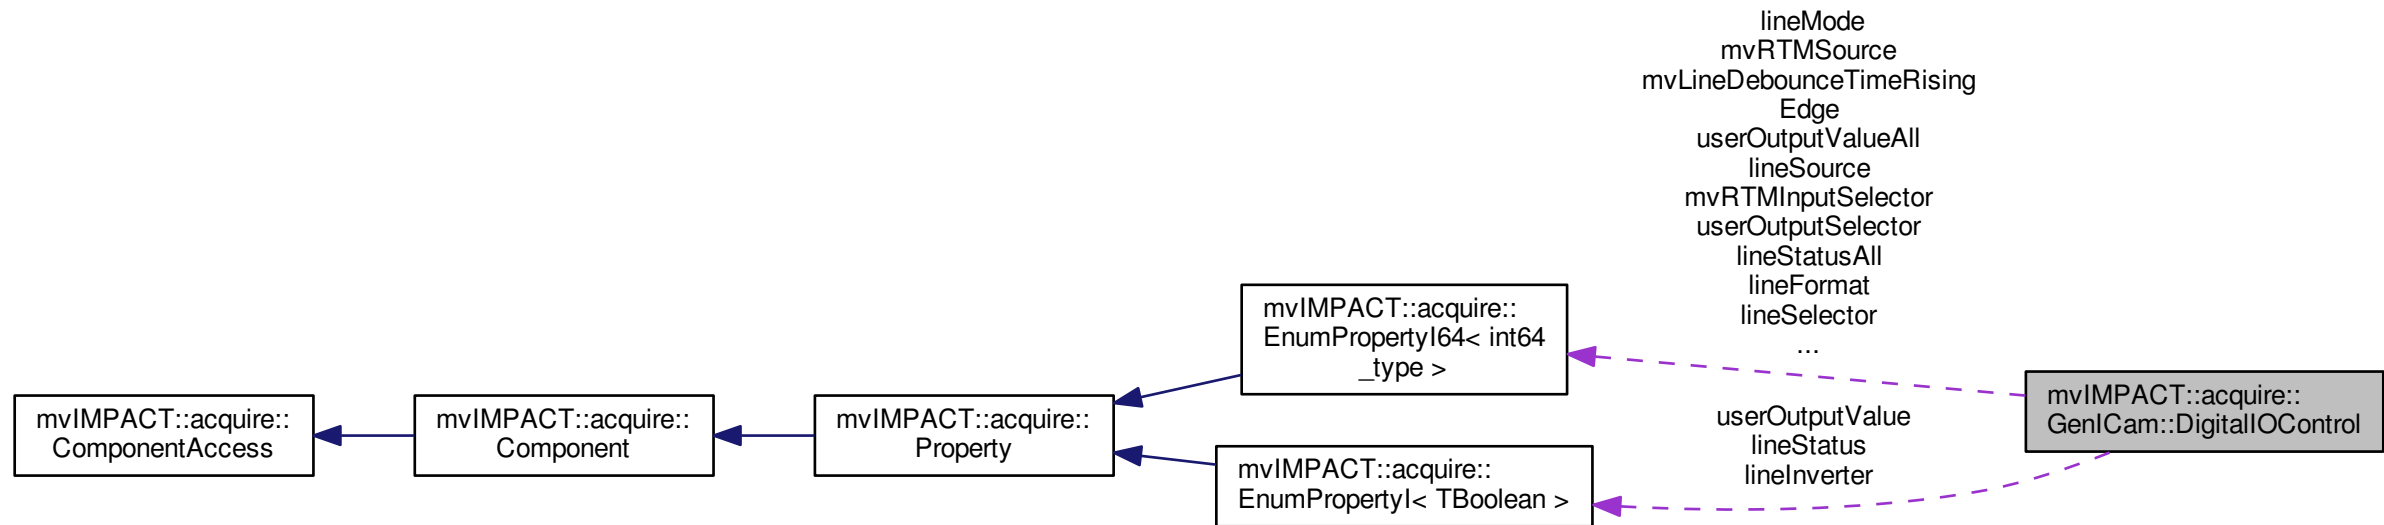 lineMode
mvRTMSource
mvLineDebounceTimeRising
Edge
userOutputValueAll
lineSource
mvRTMInputSelector
userOutputSelector
lineStatusAll
lineFormat
lineSelector
...
mvIMPACT::acquire::
EnumPropertyI64< int64
_type >
mvIMPACT::acquire::
ComponentAccess
mvIMPACT::acquire::
Component
mvIMPACT::acquire::
Property
mvIMPACT::acquire::
GenICam::DigitalIOControl
userOutputValue
lineStatus
lineInverter
mvIMPACT::acquire::
EnumPropertyI< TBoolean >